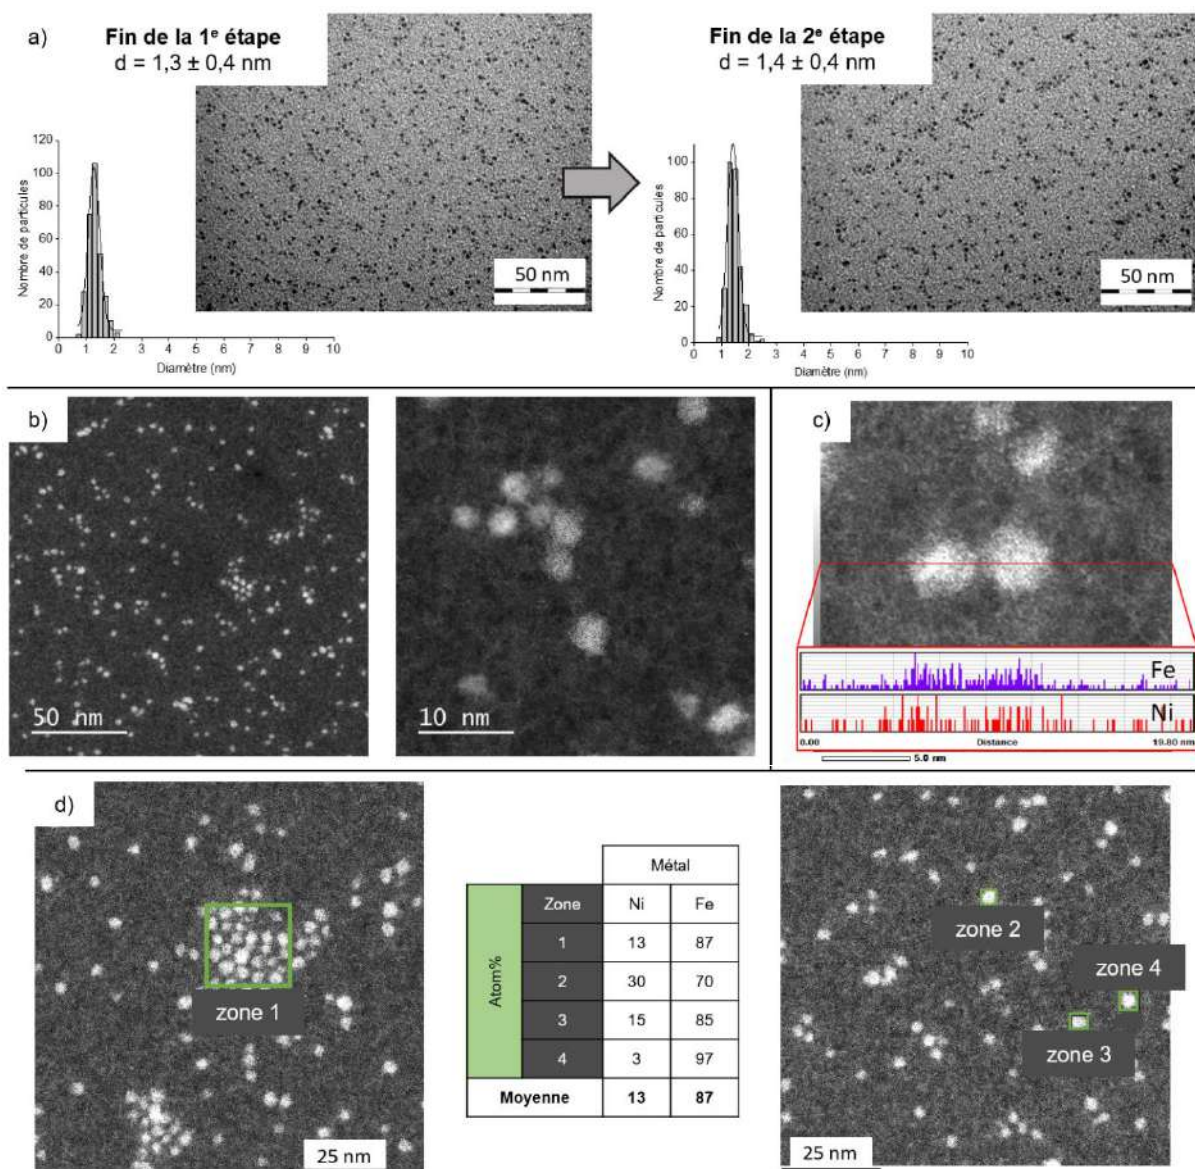 a)
Fin de la 1e étape
d = 1,3 ± 0,4 nm
120
100
80
60
40
20
0
Nombre de particules
0 1 2 3 4 5 6 7 8 9 10
Diamètre (nm)
50 nm
Fin de la 2e étape
d = 1,4 ± 0,4 nm
100
80
60
40
20
0
Nombre de particules
0 1 2 3 4 5 6 7 8 9 10
Diamètre (nm)
50 nm
b)
50 nm
10 nm
c)
Fe
Ni
0.00 Distance 19.80 nm
5.0 nm
d)
zone 1
25 nm
Métal
Atom%
Zone Ni Fe
1 13 87
2 30 70
3 15 85
4 3 97
Moyenne 13 87
zone 2
zone 4
zone 3
25 nm